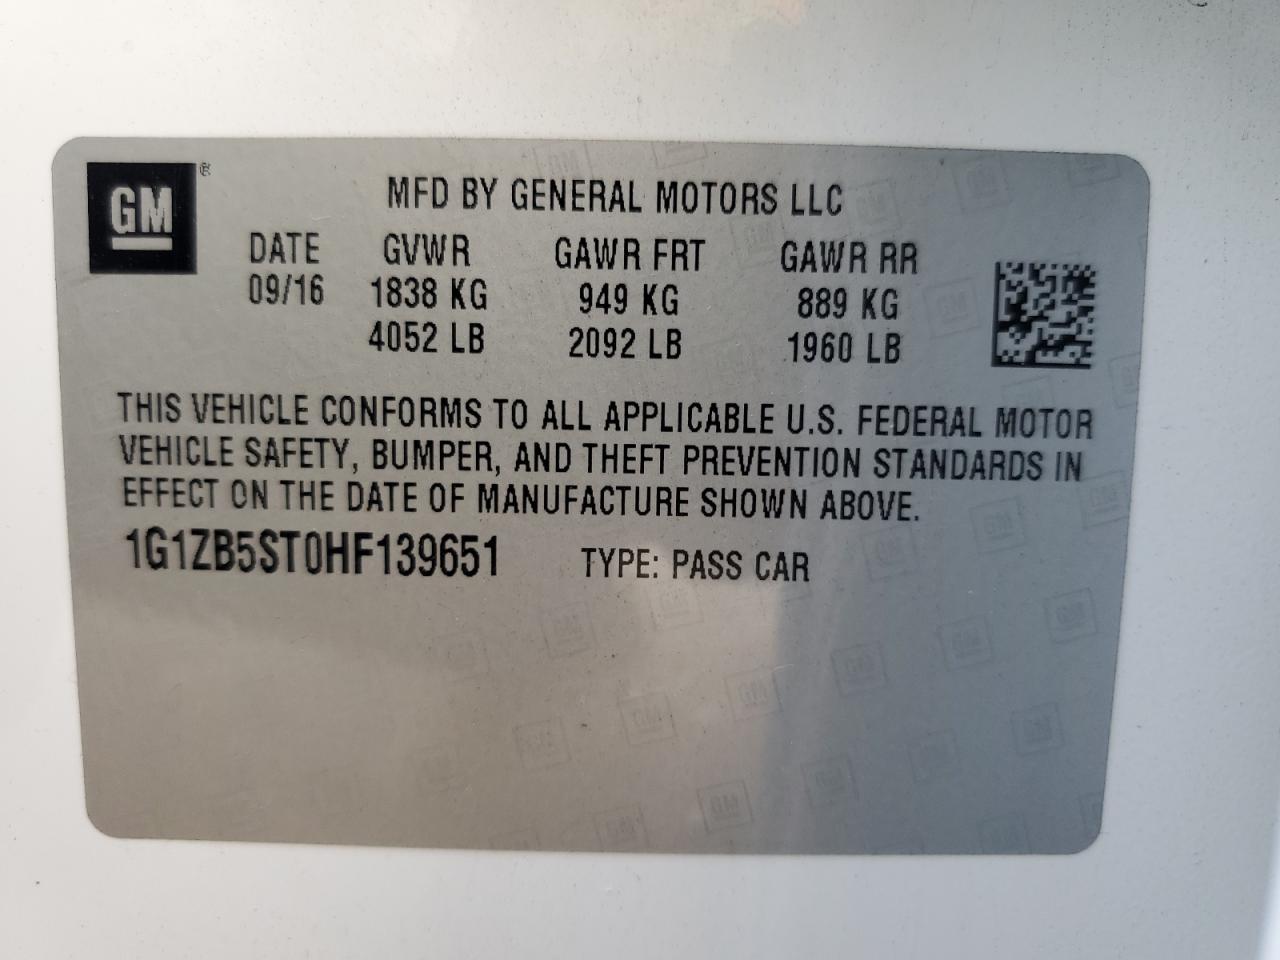 GM ®
MFD BY GENERAL MOTORS LLC
DATE GVWR GAWR FRT GAWR RR
09/16 1838 KG 949 KG 889 KG
4052 LB 2092 LB 1960 LB
THIS VEHICLE CONFORMS TO ALL APPLICABLE U.S. FEDERAL MOTOR
VEHICLE SAFETY, BUMPER, AND THEFT PREVENTION STANDARDS IN
EFFECT ON THE DATE OF MANUFACTURE SHOWN ABOVE.
1G1ZB5ST0HF139651 TYPE: PASS CAR